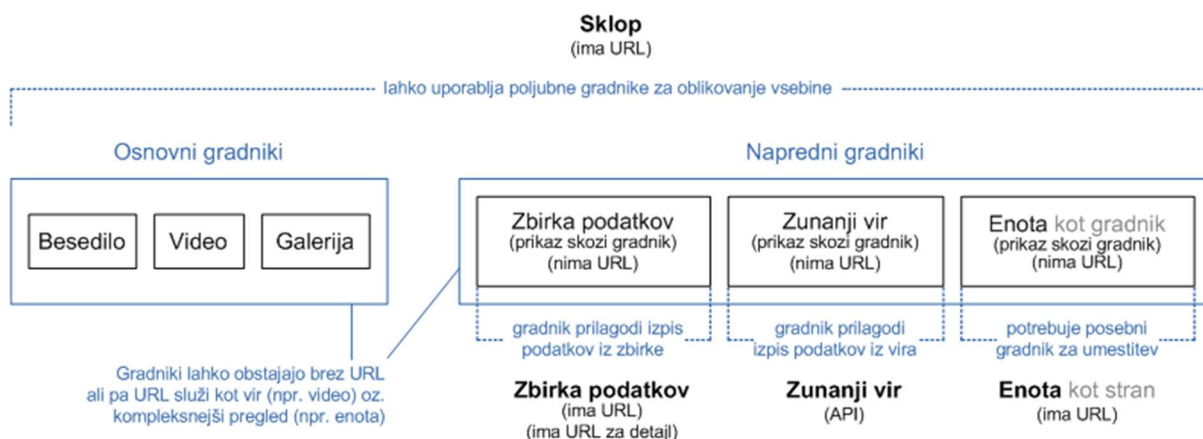 Sklop
(ima URL)
lahko uporablja poljubne gradnike za oblikovanje vsebine
Osnovni gradniki
Napredni gradniki
Besedilo
Video
Galerija
Zbirka podatkov
(prikaz skozi gradnik)
(nima URL)
Zunanji vir
(prikaz skozi gradnik)
(nima URL)
Enota kot gradnik
(prikaz skozi gradnik)
(nima URL)
gradnik prilagodi izpis
podatkov iz zbirke
gradnik prilagodi
izpis podatkov iz vira
potrebuje posebni
gradnik za umestitev
Gradniki lahko obstajajo brez URL
ali pa URL služi kot vir (npr. video) oz.
kompleksnejši pregled (npr. enota)
Zbirka podatkov
(ima URL)
(ima URL za detajl)
Zunanji vir
(API)
Enota kot stran
(ima URL)